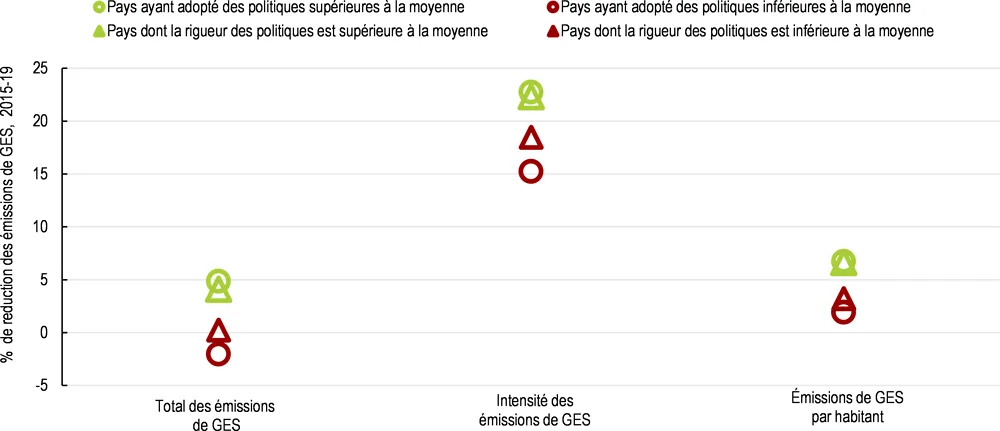 Pays ayant adopté des politiques supérieures à la moyenne
Pays ayant adopté des politiques inférieures à la moyenne
Pays dont la rigueur des politiques est supérieure à la moyenne
Pays dont la rigueur des politiques est inférieure à la moyenne
% de reduction des émissions de GES, 2015-19
25
20
15
10
5
0
-5
Total des émissions
de GES
Intensité des
émissions de GES
Émissions de GES
par habitant